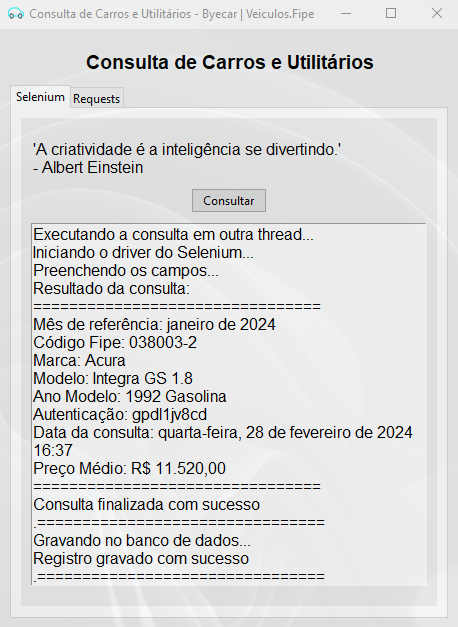 Consulta de Carros e Utilitários - Byecar | Veiculos.Fipe
Consulta de Carros e Utilitários
Selenium
Requests
'A criatividade é a inteligência se divertindo.'
- Albert Einstein
Consultar
Executando a consulta em outra thread...
Iniciando o driver do Selenium...
Preenchendo os campos...
Resultado da consulta:
================================
Mês de referência: janeiro de 2024
Código Fipe: 038003-2
Marca: Acura
Modelo: Integra GS 1.8
Ano Modelo: 1992 Gasolina
Autenticação: gpdl1jv8cd
Data da consulta: quarta-feira, 28 de fevereiro de 2024
16:37
Preço Médio: R$ 11.520,00
================================
Consulta finalizada com sucesso
.================================
Gravando no banco de dados...
Registro gravado com sucesso
.================================